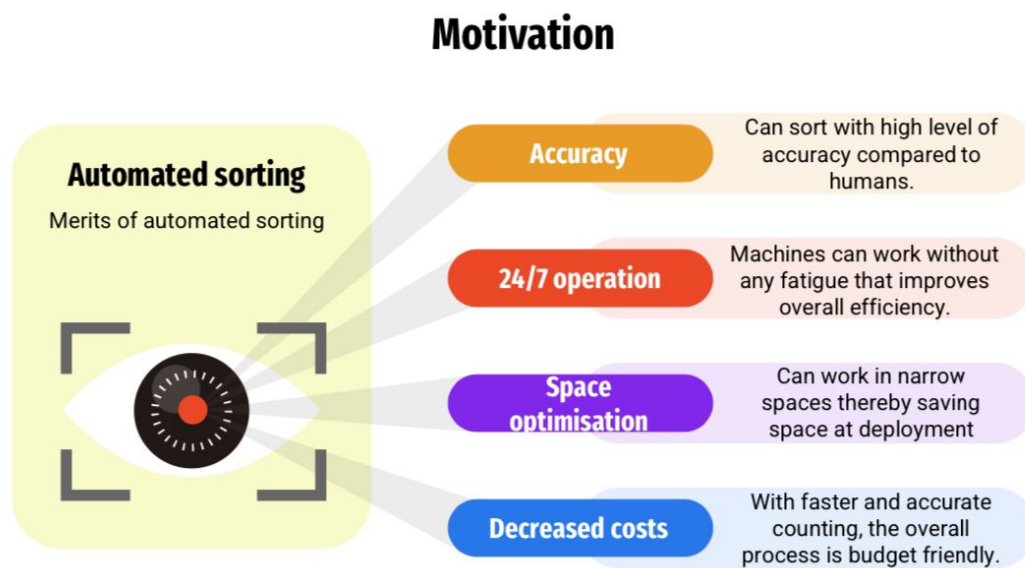 Motivation
Automated sorting
Merits of automated sorting
Accuracy
Can sort with high level of
accuracy compared to
humans.
24/7 operation
Machines can work without
any fatigue that improves
overall efficiency.
Space
optimisation
Can work in narrow
spaces thereby saving
space at deployment
Decreased costs
With faster and accurate
counting, the overall
process is budget friendly.